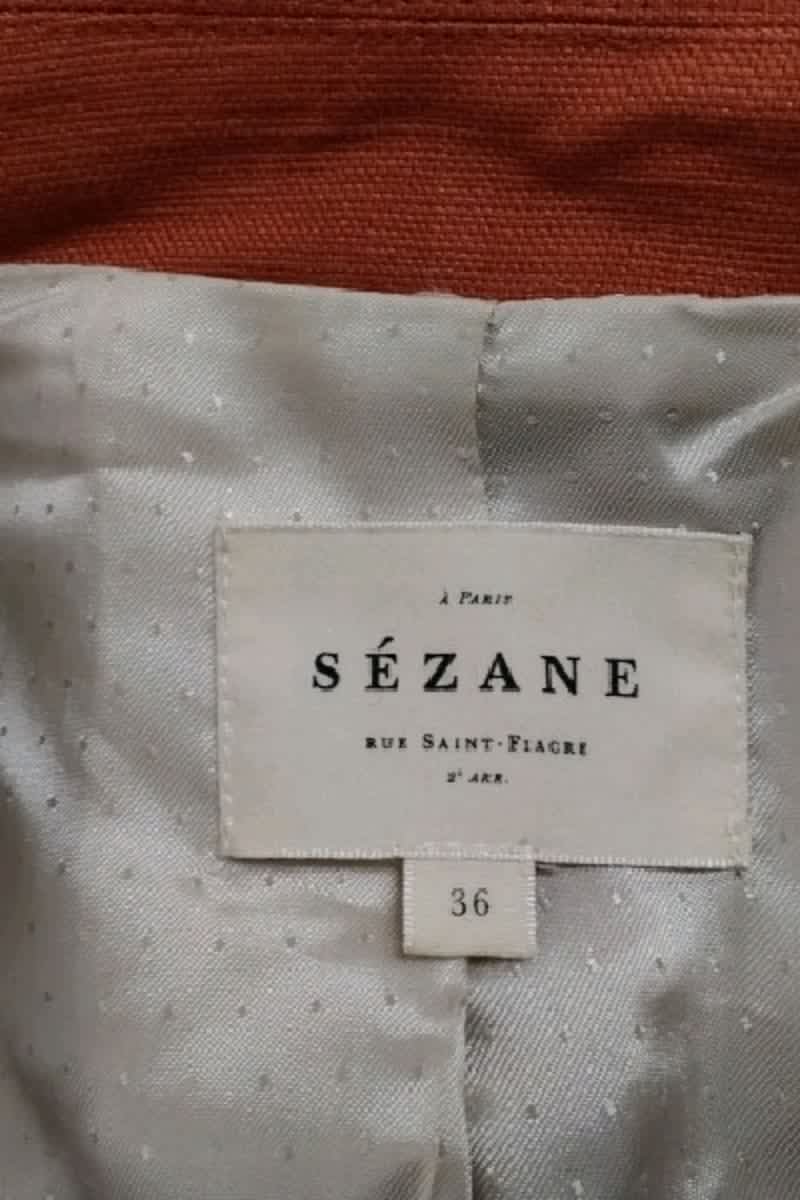 À PARIS
SÉZANE
RUE SAINT-FIACRE
2E ARR.
36